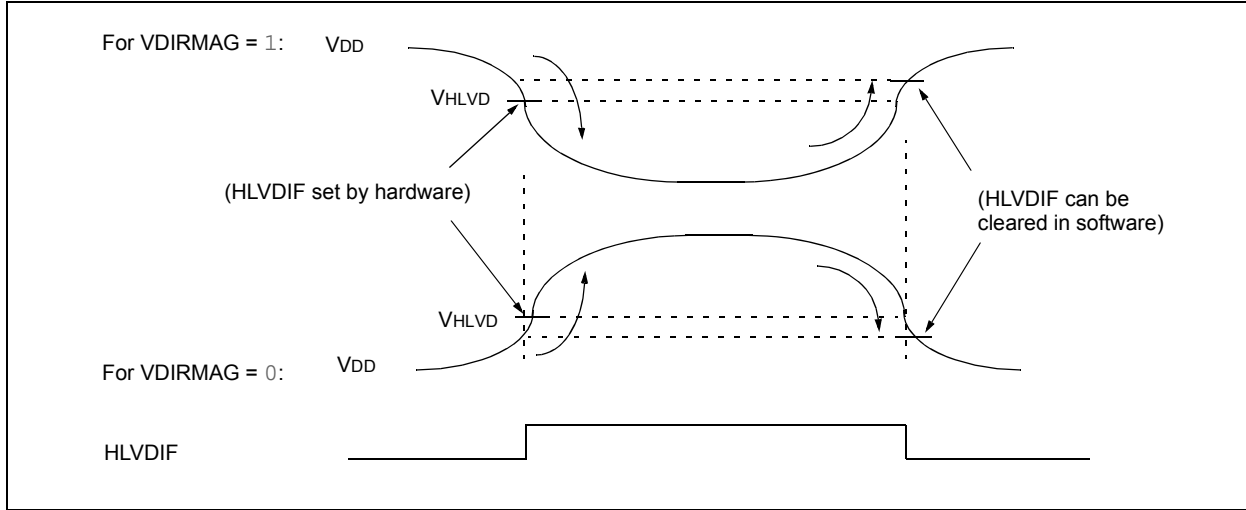 For VDIRMAG = 1: VDD
VHLVD
(HLVDIF set by hardware)
(HLVDIF can be
cleared in software)
VHLVD
For VDIRMAG = 0: VDD
HLVDIF